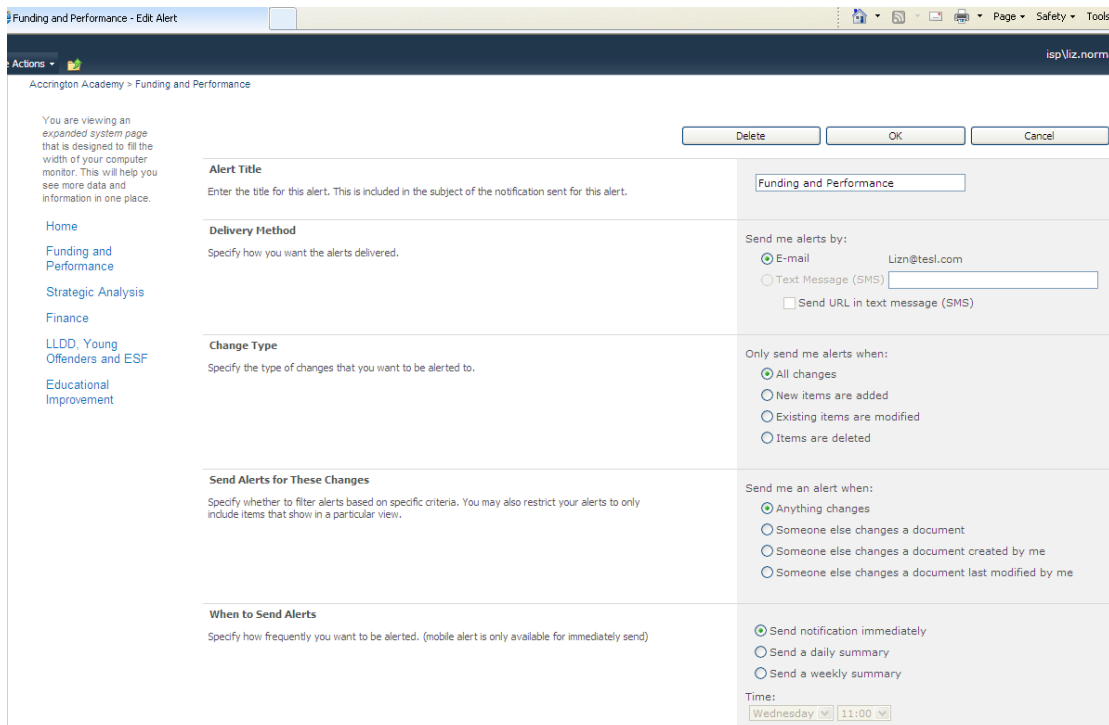 Funding and Performance - Edit Alert
Page Safety Tools
Actions
isp\liz.norm
Accrington Academy > Funding and Performance
You are viewing an
expanded system page
that is designed to fill the
width of your computer
monitor. This will help you
see more data and
information in one place.
Home
Funding and
Performance
Strategic Analysis
Finance
LLDD, Young
Offenders and ESF
Educational
Improvement
Delete OK Cancel
Alert Title
Enter the title for this alert. This is included in the subject of the notification sent for this alert.
Funding and Performance
Delivery Method
Specify how you want the alerts delivered.
Send me alerts by:
E-mail Lizn@tesl.com
Text Message (SMS)
Send URL in text message (SMS)
Change Type
Specify the type of changes that you want to be alerted to.
Only send me alerts when:
All changes
New items are added
Existing items are modified
Items are deleted
Send Alerts for These Changes
Specify whether to filter alerts based on specific criteria. You may also restrict your alerts to only
include items that show in a particular view.
Send me an alert when:
Anything changes
Someone else changes a document
Someone else changes a document created by me
Someone else changes a document last modified by me
When to Send Alerts
Specify how frequently you want to be alerted. (mobile alert is only available for immediately send)
Send notification immediately
Send a daily summary
Send a weekly summary
Time:
Wednesday 11:00